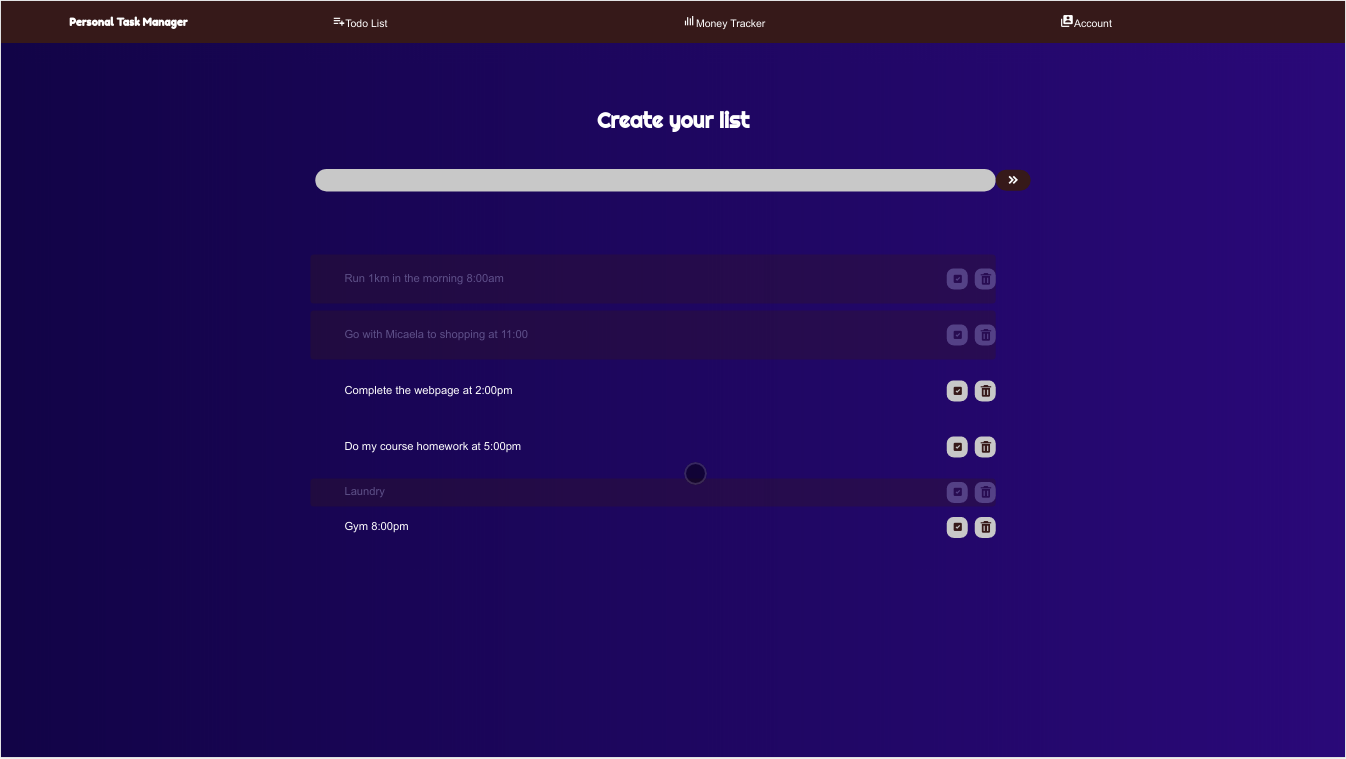 Personal Task Manager
Todo List
Money Tracker
Account
Create your list
Run 1km in the morning 8:00am
Go with Micaela to shopping at 11:00
Complete the webpage at 2:00pm
Do my course homework at 5:00pm
Laundry
Gym 8:00pm